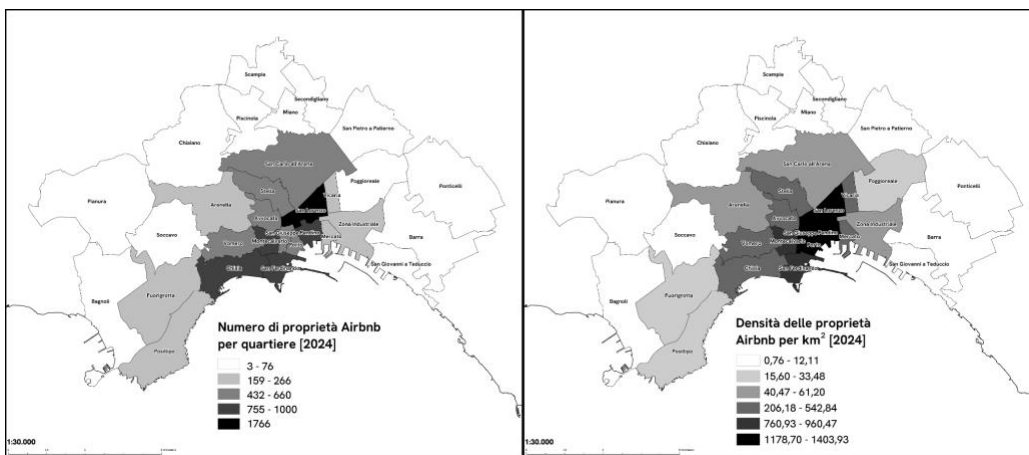 Scampia
Secondigliano
Piscinola
Miano
San Pietro a Patierno
Chiaiano
San Carlo all'Arena
Poggioreale
Ponticelli
Stella
Vicaria
Pianura
Arenella
San Lorenzo
Avvocata
Zona Industriale
Soccavo
San Giuseppe Pendino
Mercato
Barra
Vomero
Montecalvario
Porto
San Giovanni a Teduccio
Chiaia
San Ferdinando
Bagnoli
Fuorigrotta
Posillipo
Numero di proprietà Airbnb
per quartiere [2024]
3 - 76
159 - 266
432 - 660
755 - 1000
1766
1:30.000
Scampia
Secondigliano
Piscinola
Miano
San Pietro a Patierno
Chiaiano
San Carlo all'Arena
Poggioreale
Ponticelli
Stella
Vicaria
Pianura
Arenella
San Lorenzo
Avvocata
Zona Industriale
Soccavo
San Giuseppe Pendino
Mercato
Barra
Vomero
Montecalvario
Porto
San Giovanni a Teduccio
Chiaia
San Ferdinando
Bagnoli
Fuorigrotta
Posillipo
Densità delle proprietà
Airbnb per km² [2024]
0,76 - 12,11
15,60 - 33,48
40,47 - 61,20
206,18 - 542,84
760,93 - 960,47
1178,70 - 1403,93
1:30.000